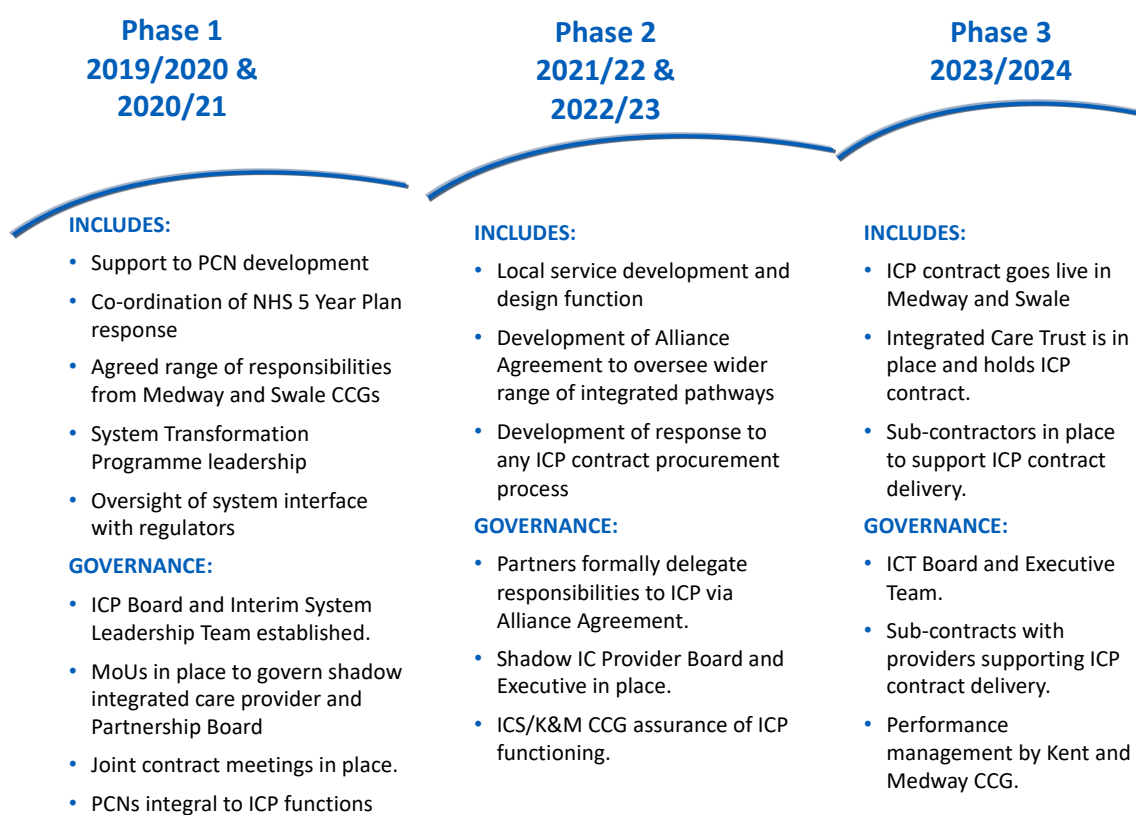 Phase 1
2019/2020 &
2020/21
INCLUDES:
• Support to PCN development
• Co-ordination of NHS 5 Year Plan
response
• Agreed range of responsibilities
from Medway and Swale CCGs
• System Transformation
Programme leadership
• Oversight of system interface
with regulators
GOVERNANCE:
• ICP Board and Interim System
Leadership Team established.
• MoUs in place to govern shadow
integrated care provider and
Partnership Board
• Joint contract meetings in place.
• PCNs integral to ICP functions
Phase 2
2021/22 &
2022/23
INCLUDES:
• Local service development and
design function
• Development of Alliance
Agreement to oversee wider
range of integrated pathways
• Development of response to
any ICP contract procurement
process
GOVERNANCE:
• Partners formally delegate
responsibilities to ICP via
Alliance Agreement.
• Shadow IC Provider Board and
Executive in place.
• ICS/K&M CCG assurance of ICP
functioning.
Phase 3
2023/2024
INCLUDES:
• ICP contract goes live in
Medway and Swale
• Integrated Care Trust is in
place and holds ICP
contract.
• Sub-contractors in place
to support ICP contract
delivery.
GOVERNANCE:
• ICT Board and Executive
Team.
• Sub-contracts with
providers supporting ICP
contract delivery.
• Performance
management by Kent and
Medway CCG.